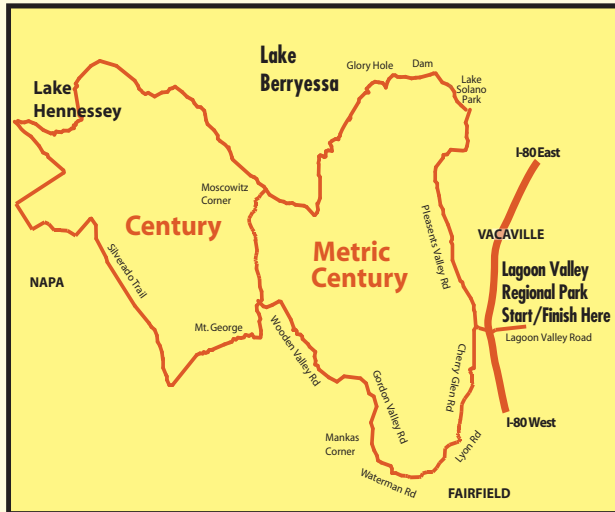 Lake
Berryessa
Glory Hole
Dam
Lake
Solano
Park
Lake
Hennessey
I-80 East
Moscowitz
Corner
Century
Metric
Century
Pleasents Valley Rd
VACAVILLE
Lagoon Valley
Regional Park
Start/Finish Here
Lagoon Valley Road
NAPA
Silverado Trail
Mt. George
Wooden Valley Rd
Gordon Valley Rd
Cherry Glen Rd
I-80 West
Mankas
Corner
Lyon Rd
Waterman Rd
FAIRFIELD